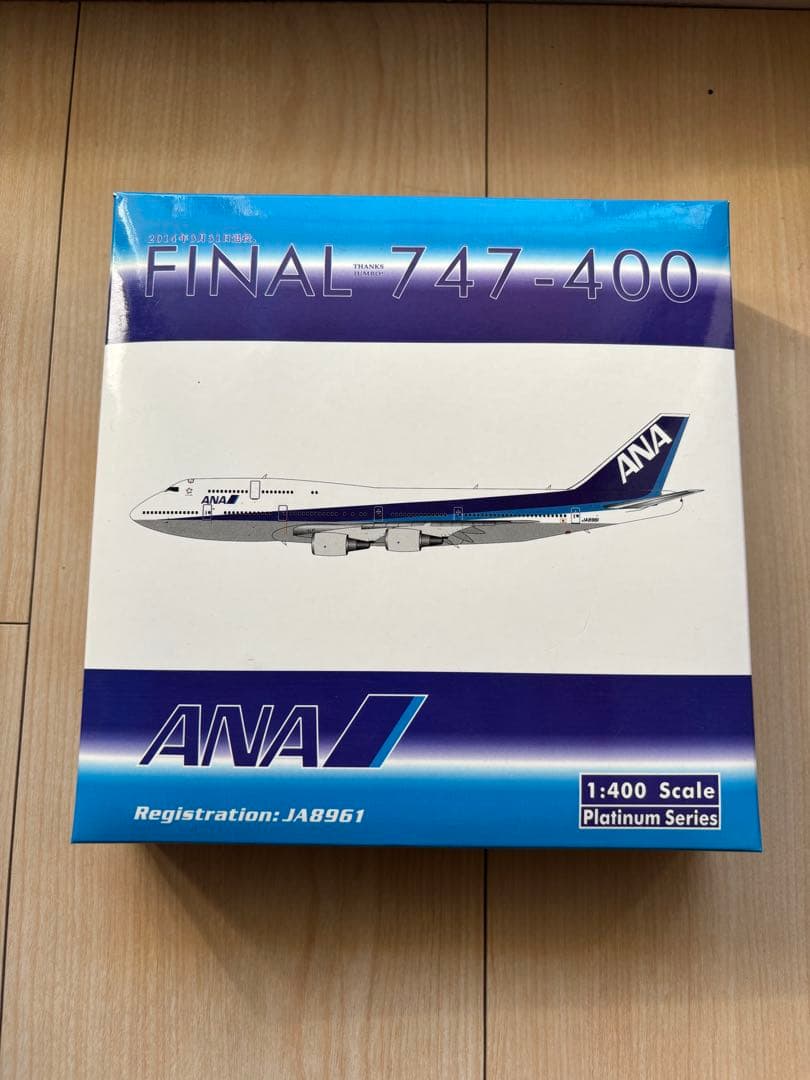 2014年3月31日退役。
FINAL THANKS JUMBO! 747-400
ANA
ANA
JA8961
ANA
Registration: JA8961
1:400 Scale
Platinum Series